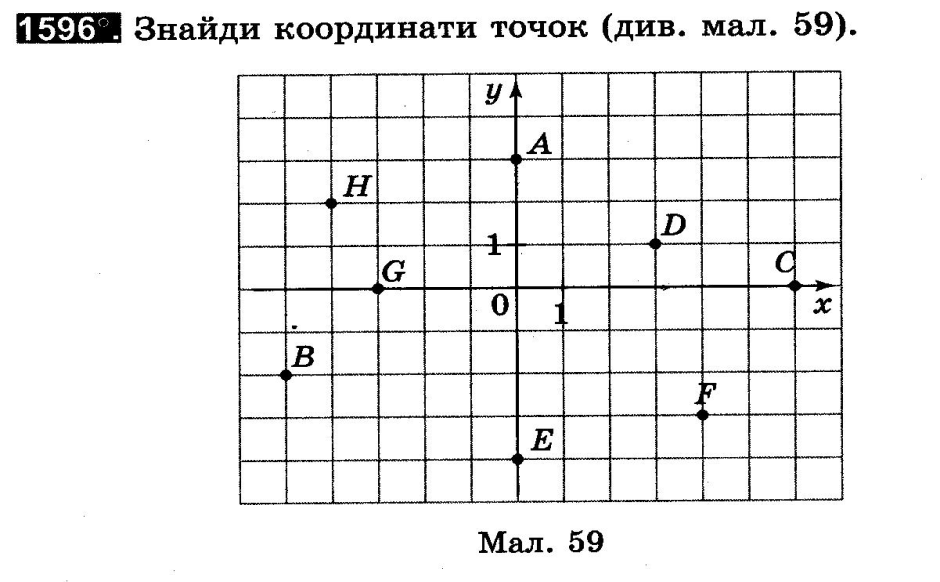 1596°. Знайди координати точок (див. мал. 59).
y
A
H
1
D
G
C
0
1
x
B
F
E
Мал. 59